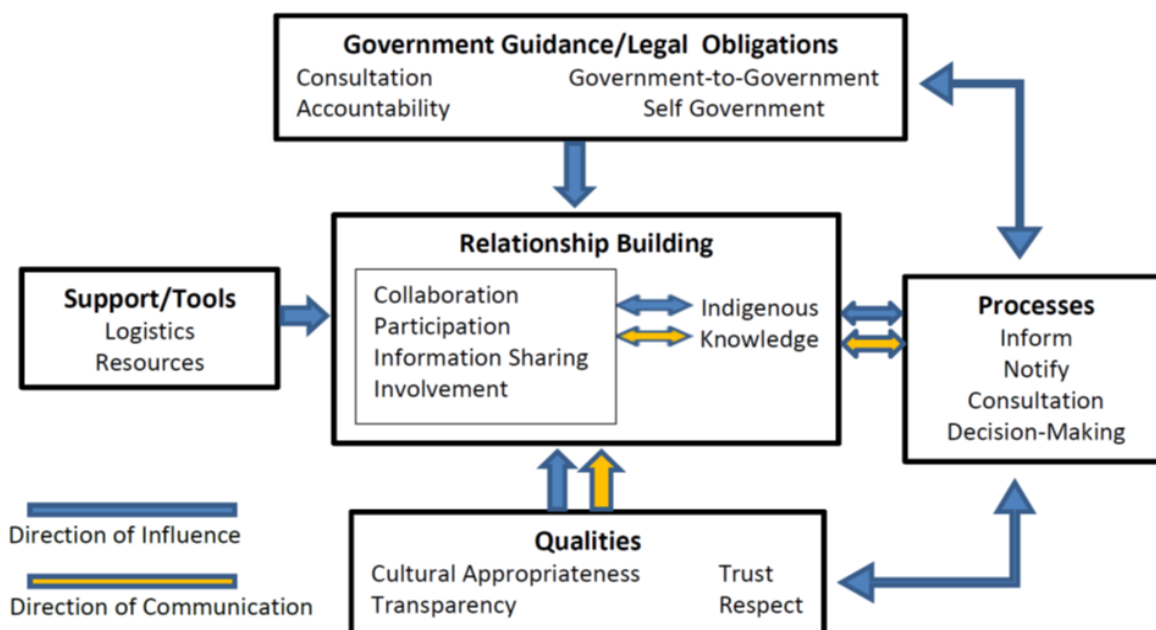 Government Guidance/Legal Obligations
Consultation Government-to-Government
Accountability Self Government
Relationship Building
Collaboration
Participation
Information Sharing
Involvement
Indigenous
Knowledge
Support/Tools
Logistics
Resources
Processes
Inform
Notify
Consultation
Decision-Making
Qualities
Cultural Appropriateness Trust
Transparency Respect
Direction of Influence
Direction of Communication